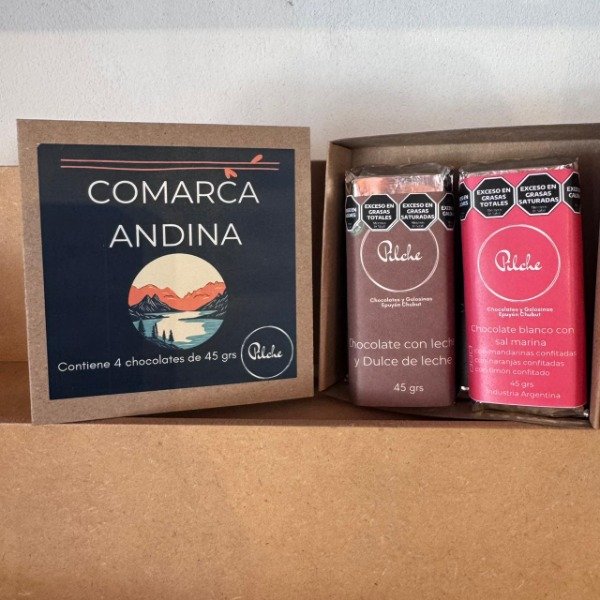 COMARCA
ANDINA
Contiene 4 chocolates de 45 grs
Pilche
EXCESO EN
GRASAS
TOTALES
EXCESO EN
GRASAS
SATURADAS
Pilche
Chocolates y Golosinas
Epuyén Chubut
Chocolate con leche
y Dulce de leche
45 grs
EXCESO EN
GRASAS
TOTALES
EXCESO EN
GRASAS
SATURADAS
Pilche
Chocolates y Golosinas
Epuyén Chubut
Chocolate blanco con
sal marina
con mandarinas confitadas
con naranjas confitadas
con limón confitado
45 grs
Industria Argentina